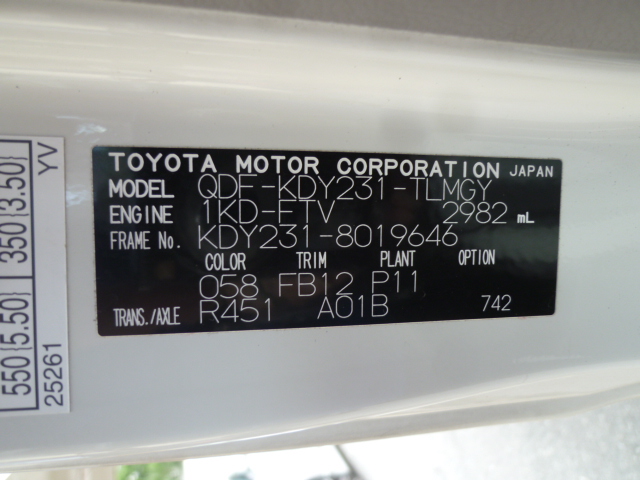 TOYOTA MOTOR CORPORATION JAPAN
MODEL QDF-KDY231-TLMGY
ENGINE 1KD-FTV 2982 mL
FRAME No. KDY231-8019646
COLOR TRIM PLANT OPTION
058 FB12 P11
TRANS./AXLE R451 A01B 742
550{5.50} 350{3.50}
25261 YV